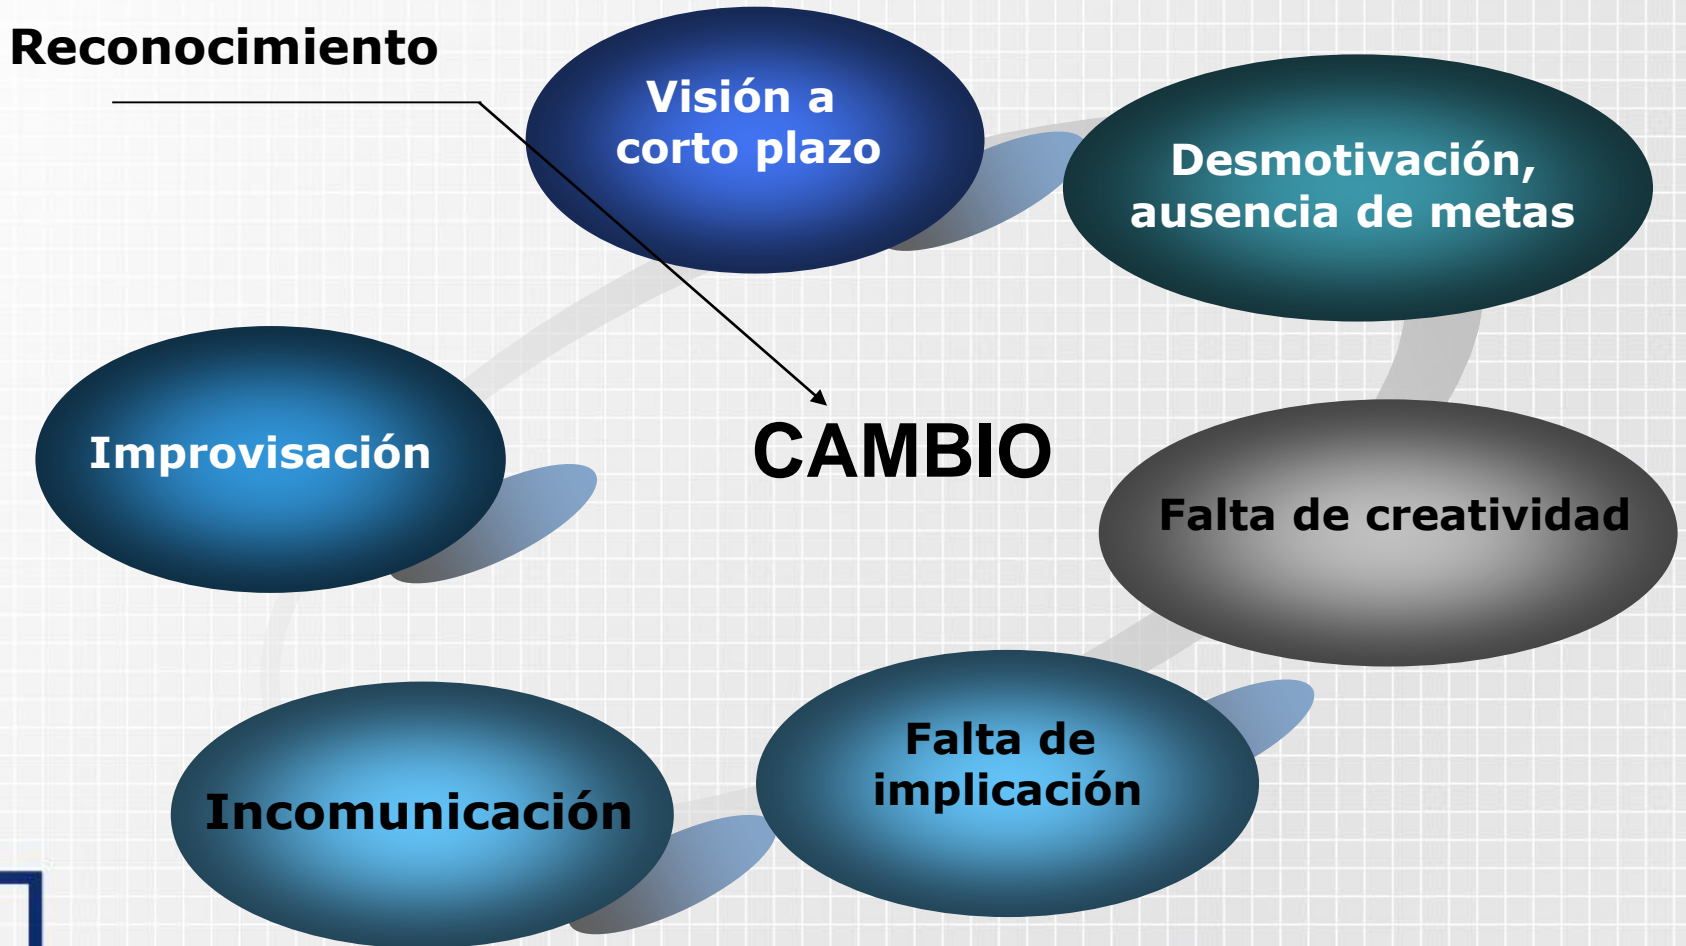 Reconocimiento
Visión a
corto plazo
Desmotivación,
ausencia de metas
Improvisación
CAMBIO
Falta de creatividad
Falta de
implicación
Incomunicación